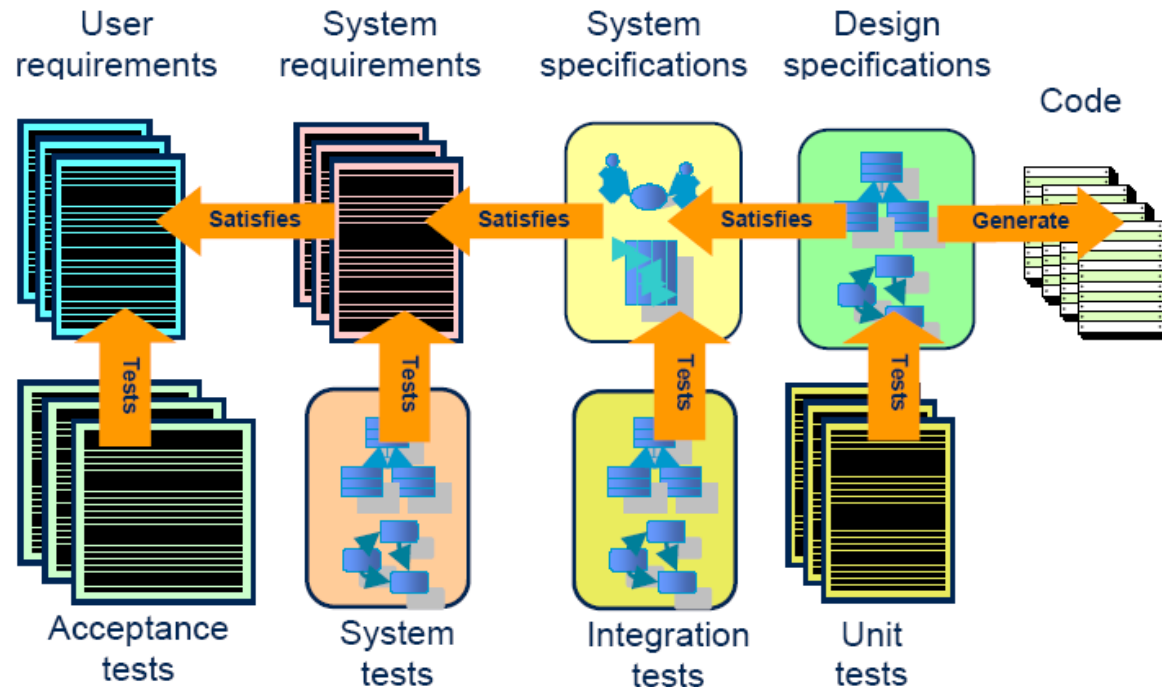 User
requirements
System
requirements
System
specifications
Design
specifications
Code
Satisfies
Satisfies
Satisfies
Generate
Tests
Tests
Tests
Tests
Acceptance
tests
System
tests
Integration
tests
Unit
tests